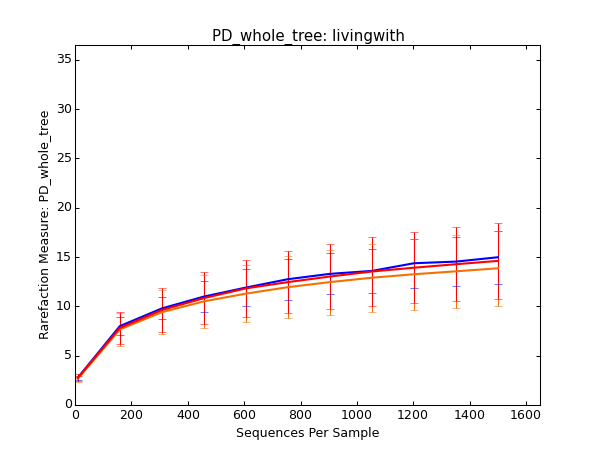 PD_whole_tree: livingwith
Rarefaction Measure: PD_whole_tree
35
30
25
20
15
10
5
0
0 200 400 600 800 1000 1200 1400 1600
Sequences Per Sample